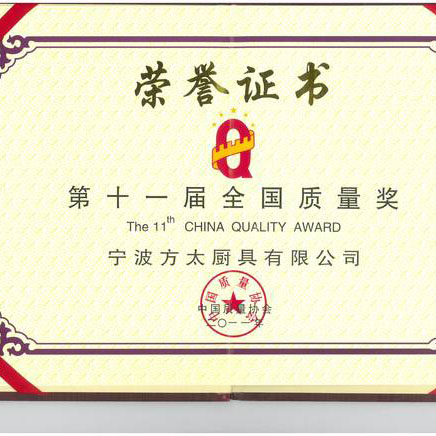 荣誉证书
Q
第十一届全国质量奖
The 11th CHINA QUALITY AWARD
宁波方太厨具有限公司
中国质量协会
中国质量协会
二〇一一年